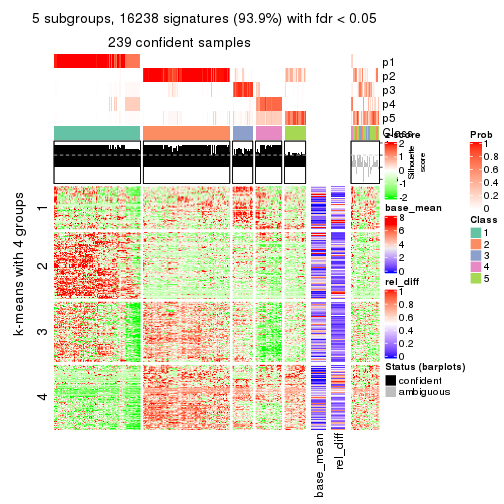 5 subgroups, 16238 signatures (93.9%) with fdr < 0.05
239 confident samples
p1
p2
p3
p4
p5
Class
Silhouette
score
k-means with 4 groups
1
2
3
4
base_mean
rel_diff
z-score
2
1
0
-1
-2
base_mean
8
6
4
2
0
rel_diff
1
0.8
0.6
0.4
0.2
0
Status (barplots)
confident
ambiguous
Prob
1
0.8
0.6
0.4
0.2
0
Class
1
2
3
4
5